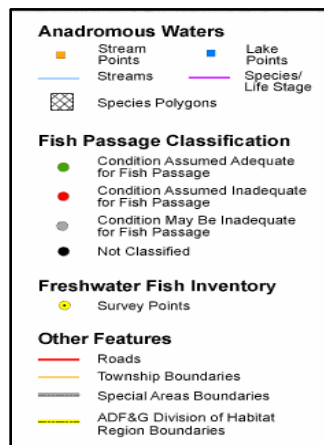 Anadromous Waters
Stream Points
Lake Points
Streams
Species/ Life Stage
Species Polygons
Fish Passage Classification
Condition Assumed Adequate
for Fish Passage
Condition Assumed Inadequate
for Fish Passage
Condition May Be Inadequate
for Fish Passage
Not Classified
Freshwater Fish Inventory
Survey Points
Other Features
Roads
Township Boundaries
Special Areas Boundaries
ADF&G Division of Habitat
Region Boundaries